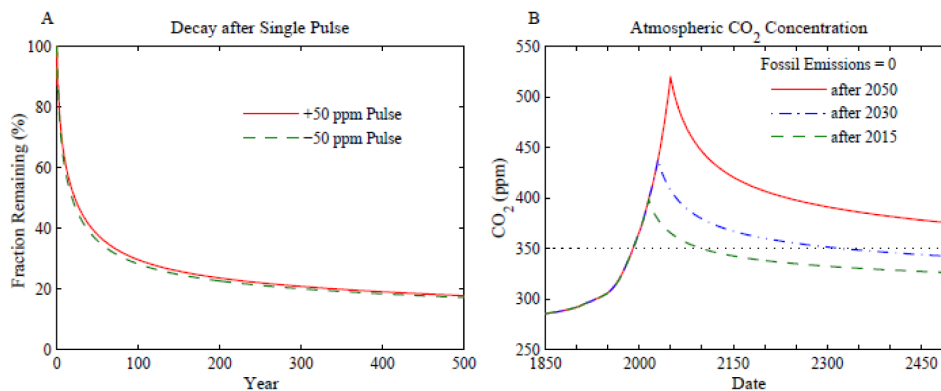 A
Decay after Single Pulse
100
80
60
40
20
0
Fraction Remaining (%)
+50 ppm Pulse
−50 ppm Pulse
0 100 200 300 400 500
Year
B
Atmospheric CO2 Concentration
550
500
450
400
350
300
250
CO2 (ppm)
Fossil Emissions = 0
after 2050
after 2030
after 2015
1850 2000 2150 2300 2450
Date